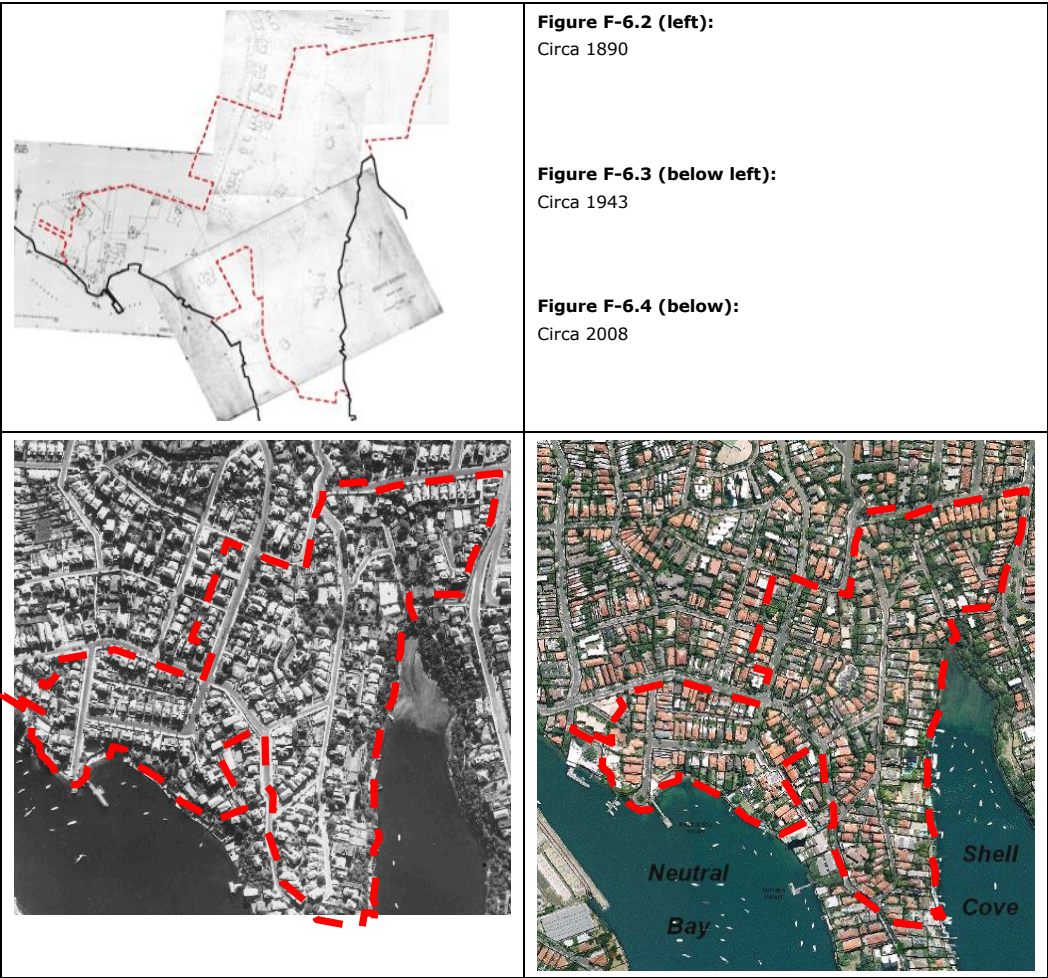 Figure F-6.2 (left):
Circa 1890
Figure F-6.3 (below left):
Circa 1943
Figure F-6.4 (below):
Circa 2008
Neutral
Bay
Shell
Cove